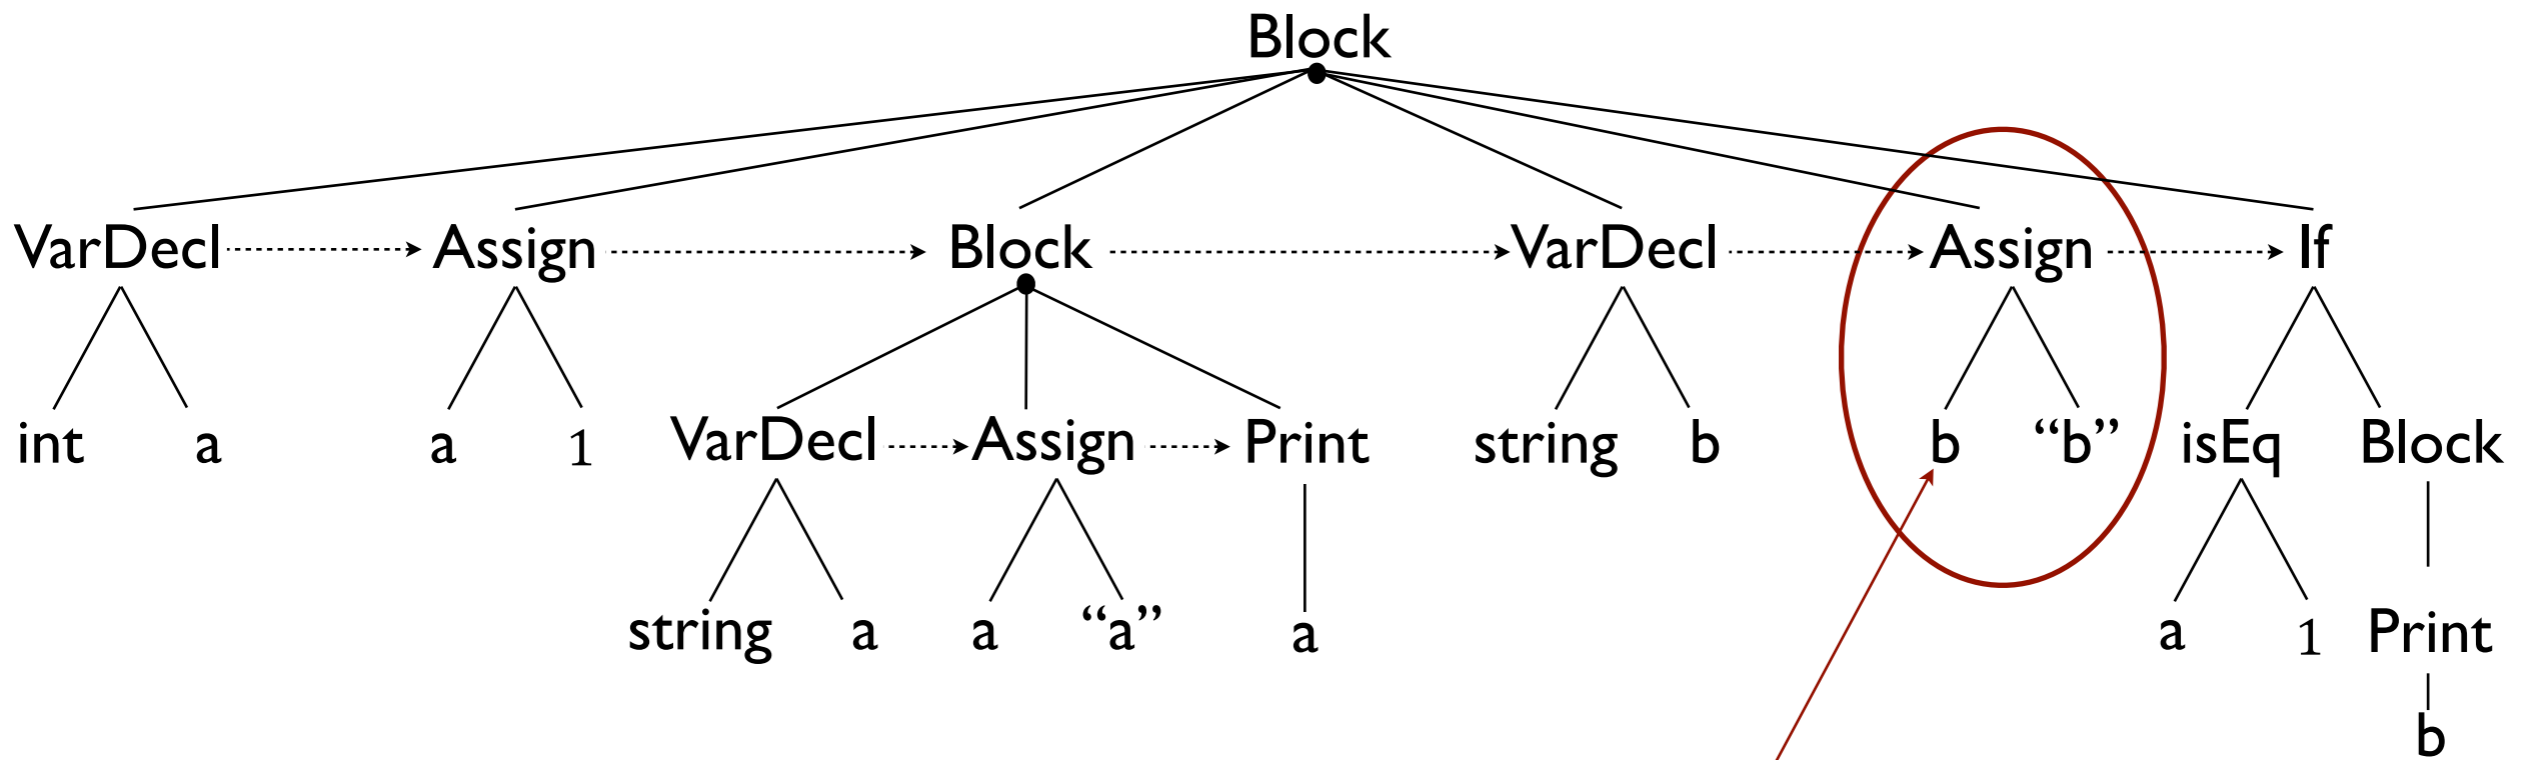 Block
VarDecl Assign Block VarDecl Assign If
int a a 1 VarDecl Assign Print string b b “b” isEq Block
string a a “a” a a 1 Print
b